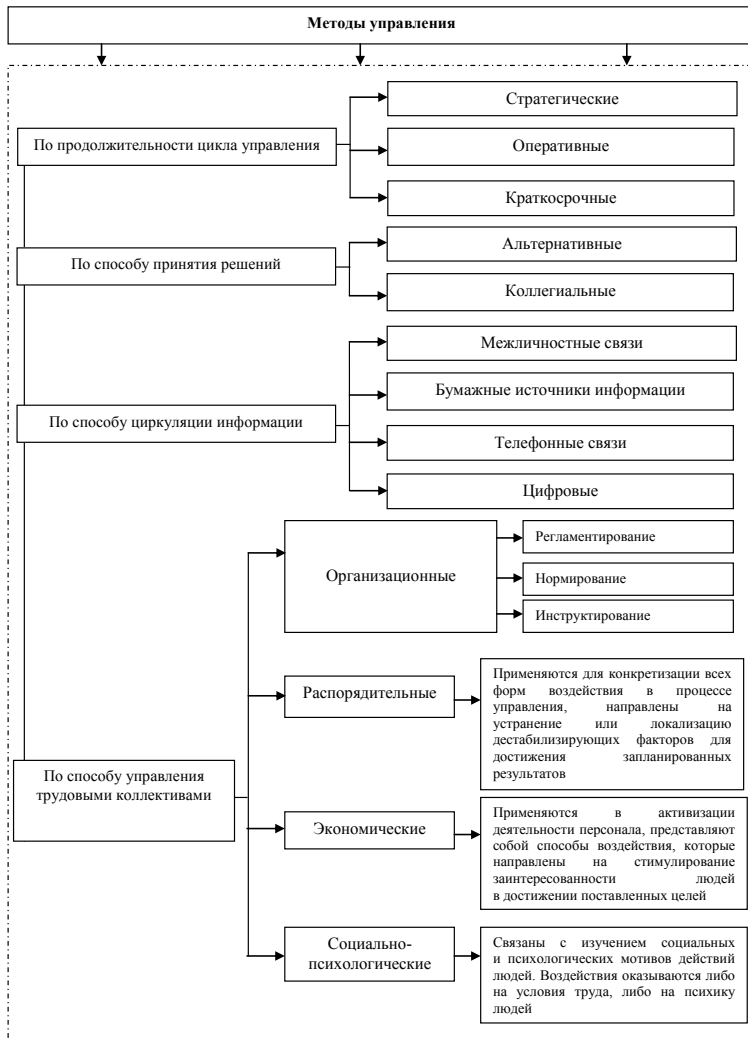 Методы управления
По продолжительности цикла управления
Стратегические
Оперативные
Краткосрочные
По способу принятия решений
Альтернативные
Коллегиальные
По способу циркуляции информации
Межличностные связи
Бумажные источники информации
Телефонные связи
Цифровые
По способу управления
трудовыми коллективами
Организационные
Регламентирование
Нормирование
Инструктирование
Распорядительные
Применяются для конкретизации всех
форм воздействия в процессе
управления, направлены на
устранение или локализацию
дестабилизирующих факторов для
достижения запланированных
результатов
Экономические
Применяются в активизации
деятельности персонала, представляют
собой способы воздействия, которые
направлены на стимулирование
заинтересованности людей
в достижении поставленных целей
Социально-
психологические
Связаны с изучением социальных
и психологических мотивов действий
людей. Воздействия оказываются либо
на условия труда, либо на психику
людей